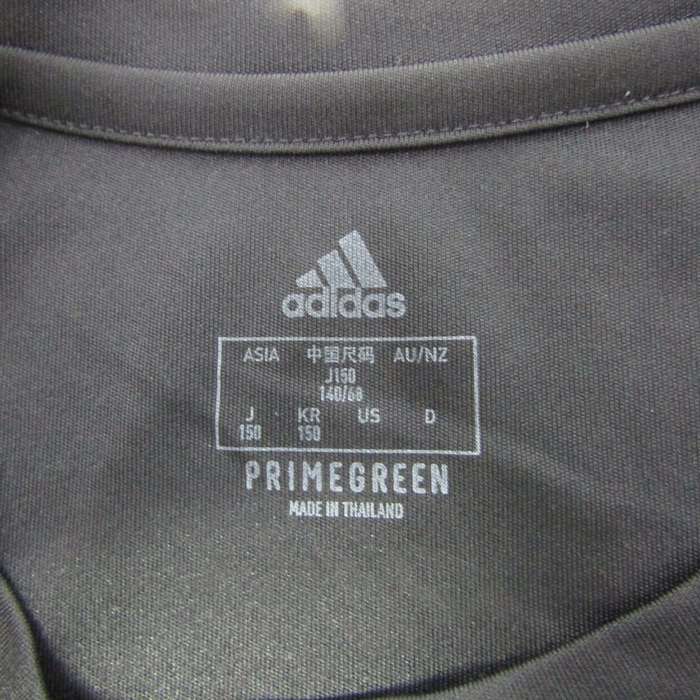 adidas
ASIA 中国尺码 AU/NZ
J150
140/68
J KR US D
150 150
PRIMEGREEN
MADE IN THAILAND